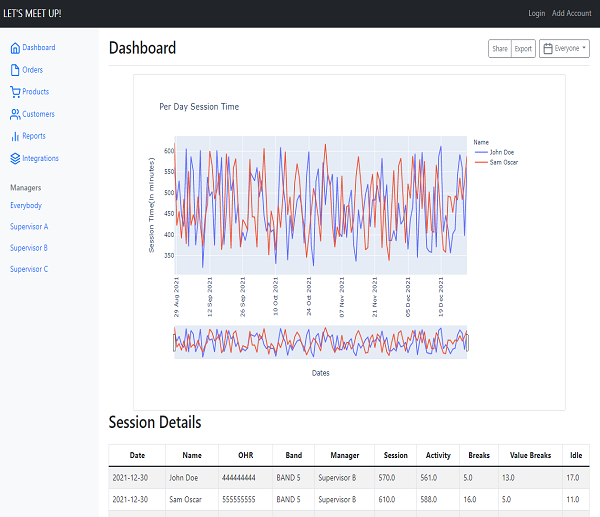 LET'S MEET UP!
Login Add Account
Dashboard
Orders
Products
Customers
Reports
Integrations
Managers
Everybody
Supervisor A
Supervisor B
Supervisor C
Dashboard
Share Export Everyone
Per Day Session Time
Session Time(in minutes)
600
550
500
450
400
350
29 Aug 2021
12 Sep 2021
26 Sep 2021
10 Oct 2021
24 Oct 2021
07 Nov 2021
21 Nov 2021
05 Dec 2021
19 Dec 2021
Dates
Name
John Doe
Sam Oscar
Session Details
Date Name OHR Band Manager Session Activity Breaks Value Breaks Idle
2021-12-30 John Doe 444444444 BAND 5 Supervisor B 570.0 561.0 5.0 13.0 17.0
2021-12-30 Sam Oscar 555555555 BAND 5 Supervisor B 610.0 588.0 16.0 5.0 11.0